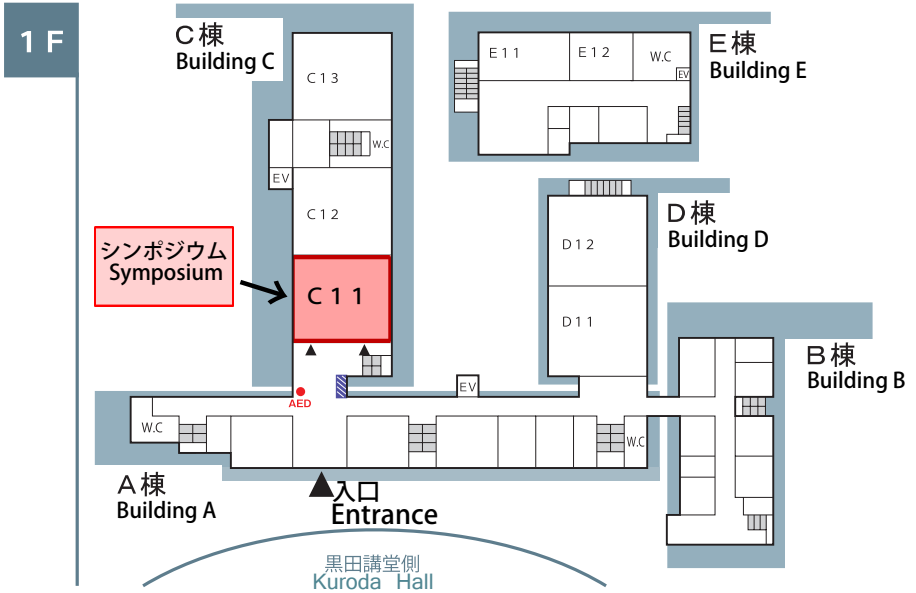 1 F
C棟
Building C
C13
W.C
EV
C12
シンポジウム
Symposium
C11
AED
E11
E12
W.C
EV
E棟
Building E
D棟
Building D
D12
D11
B棟
Building B
EV
W.C
W.C
A棟
Building A
入口
Entrance
黒田講堂側
Kuroda Hall